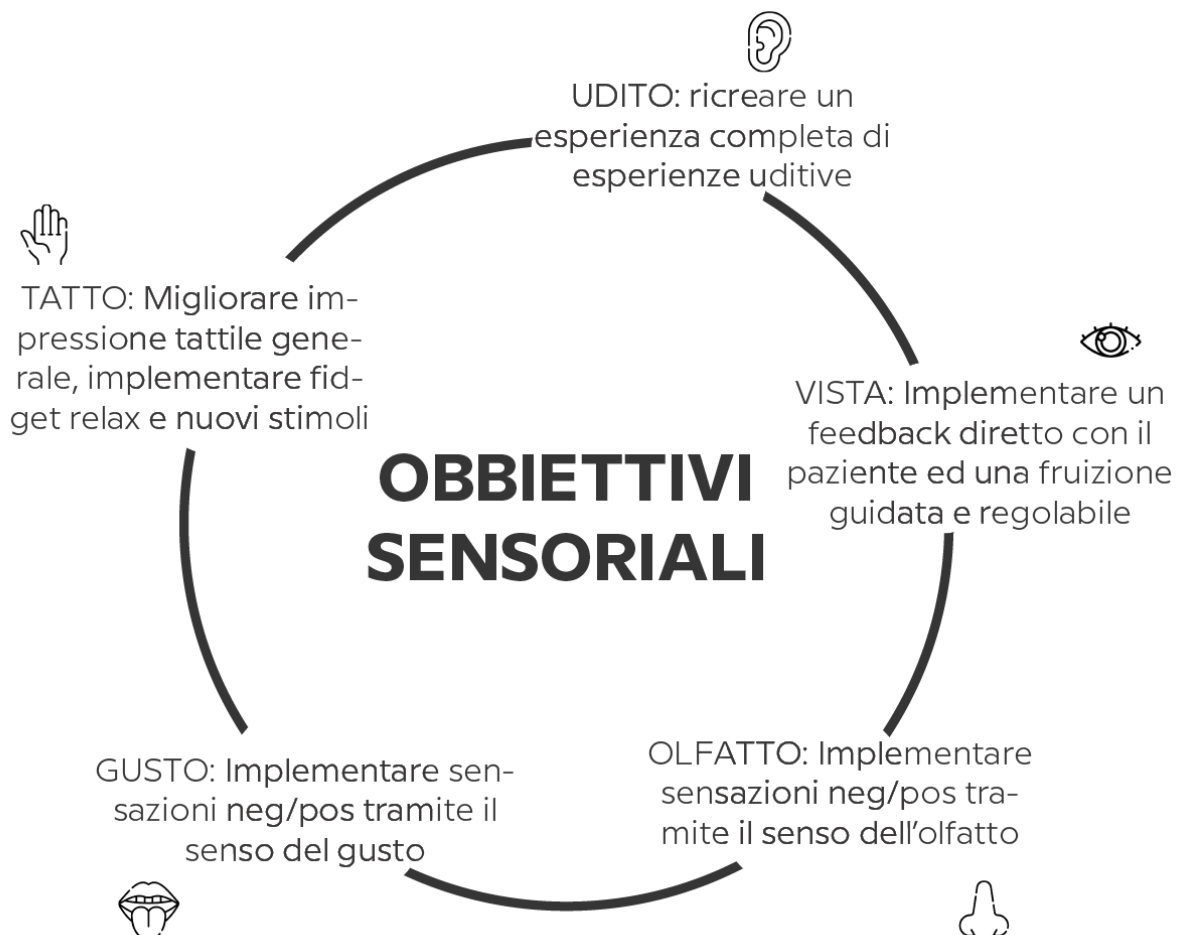 UDITO: ricreare un
esperienza completa di
esperienze uditive
TATTO: Migliorare im-
pressione tattile gene-
rale, implementare fid-
get relax e nuovi stimoli
VISTA: Implementare un
feedback diretto con il
paziente ed una fruizione
guidata e regolabile
OBBIETTIVI
SENSORIALI
OLFATTO: Implementare
sensazioni neg/pos tra-
mite il senso dell’olfatto
GUSTO: Implementare sen-
sazioni neg/pos tramite il
senso del gusto